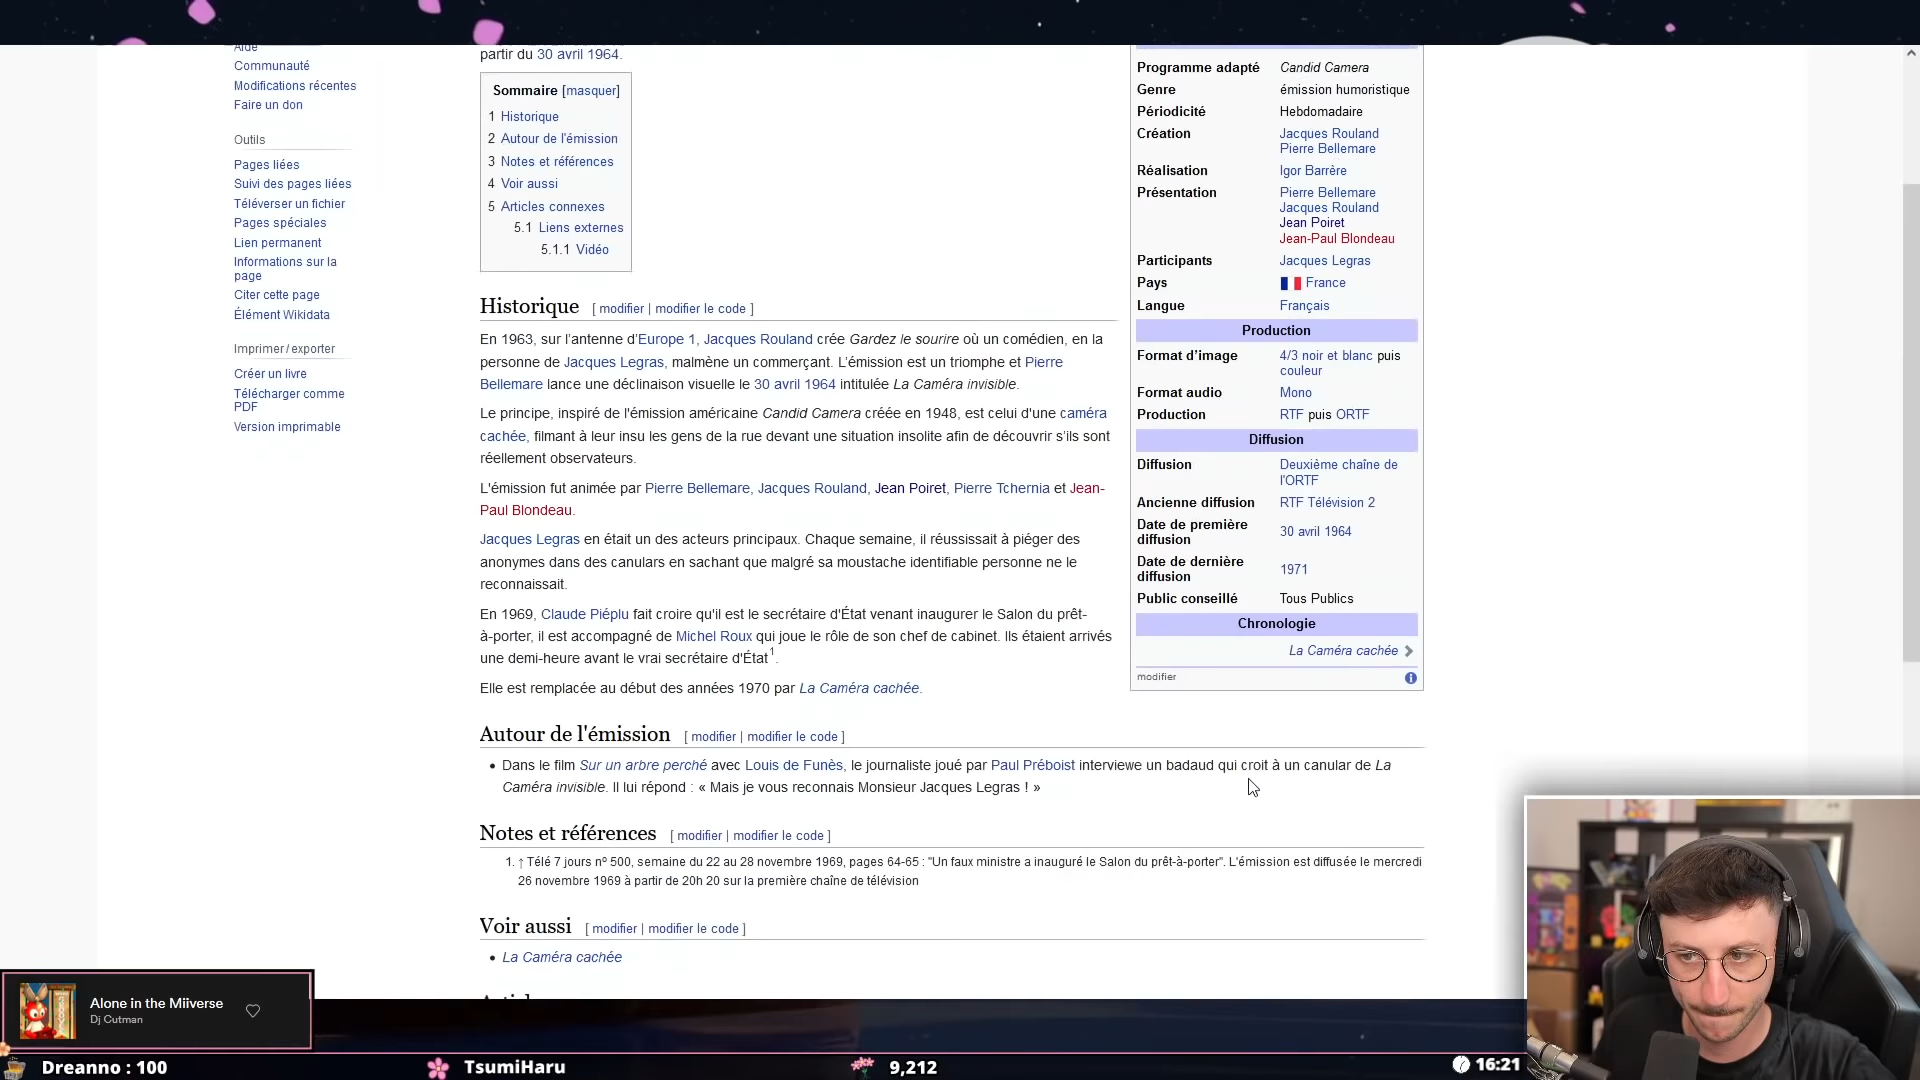 Aide
Communauté
Modifications récentes
Faire un don
Outils
Pages liées
Suivi des pages liées
Téléverser un fichier
Pages spéciales
Lien permanent
Informations sur la
page
Citer cette page
Élément Wikidata
Imprimer / exporter
Créer un livre
Télécharger comme
PDF
Version imprimable
partir du 30 avril 1964.
Sommaire [masquer]
1 Historique
2 Autour de l'émission
3 Notes et références
4 Voir aussi
5 Articles connexes
5.1 Liens externes
5.1.1 Vidéo
Historique [ modifier | modifier le code ]
En 1963, sur l'antenne d'Europe 1, Jacques Rouland crée Gardez le sourire où un comédien, en la
personne de Jacques Legras, malmène un commerçant. L'émission est un triomphe et Pierre
Bellemare lance une déclinaison visuelle le 30 avril 1964 intitulée La Caméra invisible.
Le principe, inspiré de l'émission américaine Candid Camera créée en 1948, est celui d'une caméra
cachée, filmant à leur insu les gens de la rue devant une situation insolite afin de découvrir s'ils sont
réellement observateurs.
L'émission fut animée par Pierre Bellemare, Jacques Rouland, Jean Poiret, Pierre Tchernia et Jean-
Paul Blondeau.
Jacques Legras en était un des acteurs principaux. Chaque semaine, il réussissait à piéger des
anonymes dans des canulars en sachant que malgré sa moustache identifiable personne ne le
reconnaissait.
En 1969, Claude Piéplu fait croire qu'il est le secrétaire d'État venant inaugurer le Salon du prêt-
à-porter, il est accompagné de Michel Roux qui joue le rôle de son chef de cabinet. Ils étaient arrivés
une demi-heure avant le vrai secrétaire d'État1.
Elle est remplacée au début des années 1970 par La Caméra cachée.
Autour de l'émission [ modifier | modifier le code ]
• Dans le film Sur un arbre perché avec Louis de Funès, le journaliste joué par Paul Préboist interviewe un badaud qui croit à un canular de La
Caméra invisible. Il lui répond : « Mais je vous reconnais Monsieur Jacques Legras ! »
Notes et références [ modifier | modifier le code ]
1. ↑ Télé 7 jours nº 500, semaine du 22 au 28 novembre 1969, pages 64-65 : "Un faux ministre a inauguré le Salon du prêt-à-porter". L'émission est diffusée le mercredi
26 novembre 1969 à partir de 20h 20 sur la première chaîne de télévision
Voir aussi [ modifier | modifier le code ]
• La Caméra cachée
Programme adapté Candid Camera
Genre émission humoristique
Périodicité Hebdomadaire
Création Jacques Rouland
Pierre Bellemare
Réalisation Igor Barrère
Présentation Pierre Bellemare
Jacques Rouland
Jean Poiret
Jean-Paul Blondeau
Participants Jacques Legras
Pays France
Langue Français
Production
Format d'image 4/3 noir et blanc puis
couleur
Format audio Mono
Production RTF puis ORTF
Diffusion
Diffusion Deuxième chaîne de
l'ORTF
Ancienne diffusion RTF Télévision 2
Date de première
diffusion 30 avril 1964
Date de dernière
diffusion 1971
Public conseillé Tous Publics
Chronologie
La Caméra cachée
modifier
Alone in the Miiverse
Dj Cutman
Dreanno : 100
TsumiHaru
9,212
16:21